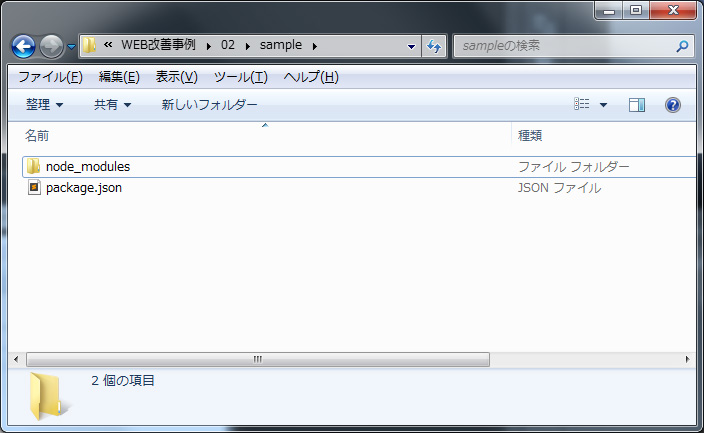 « WEB改善事例 ▸ 02 ▸ sample ▸
sampleの検索
ファイル(F) 編集(E) 表示(V) ツール(T) ヘルプ(H)
整理 ▼ 共有 ▼ 新しいフォルダー
名前 種類
node_modules ファイル フォルダー
package.json JSON ファイル
2 個の項目